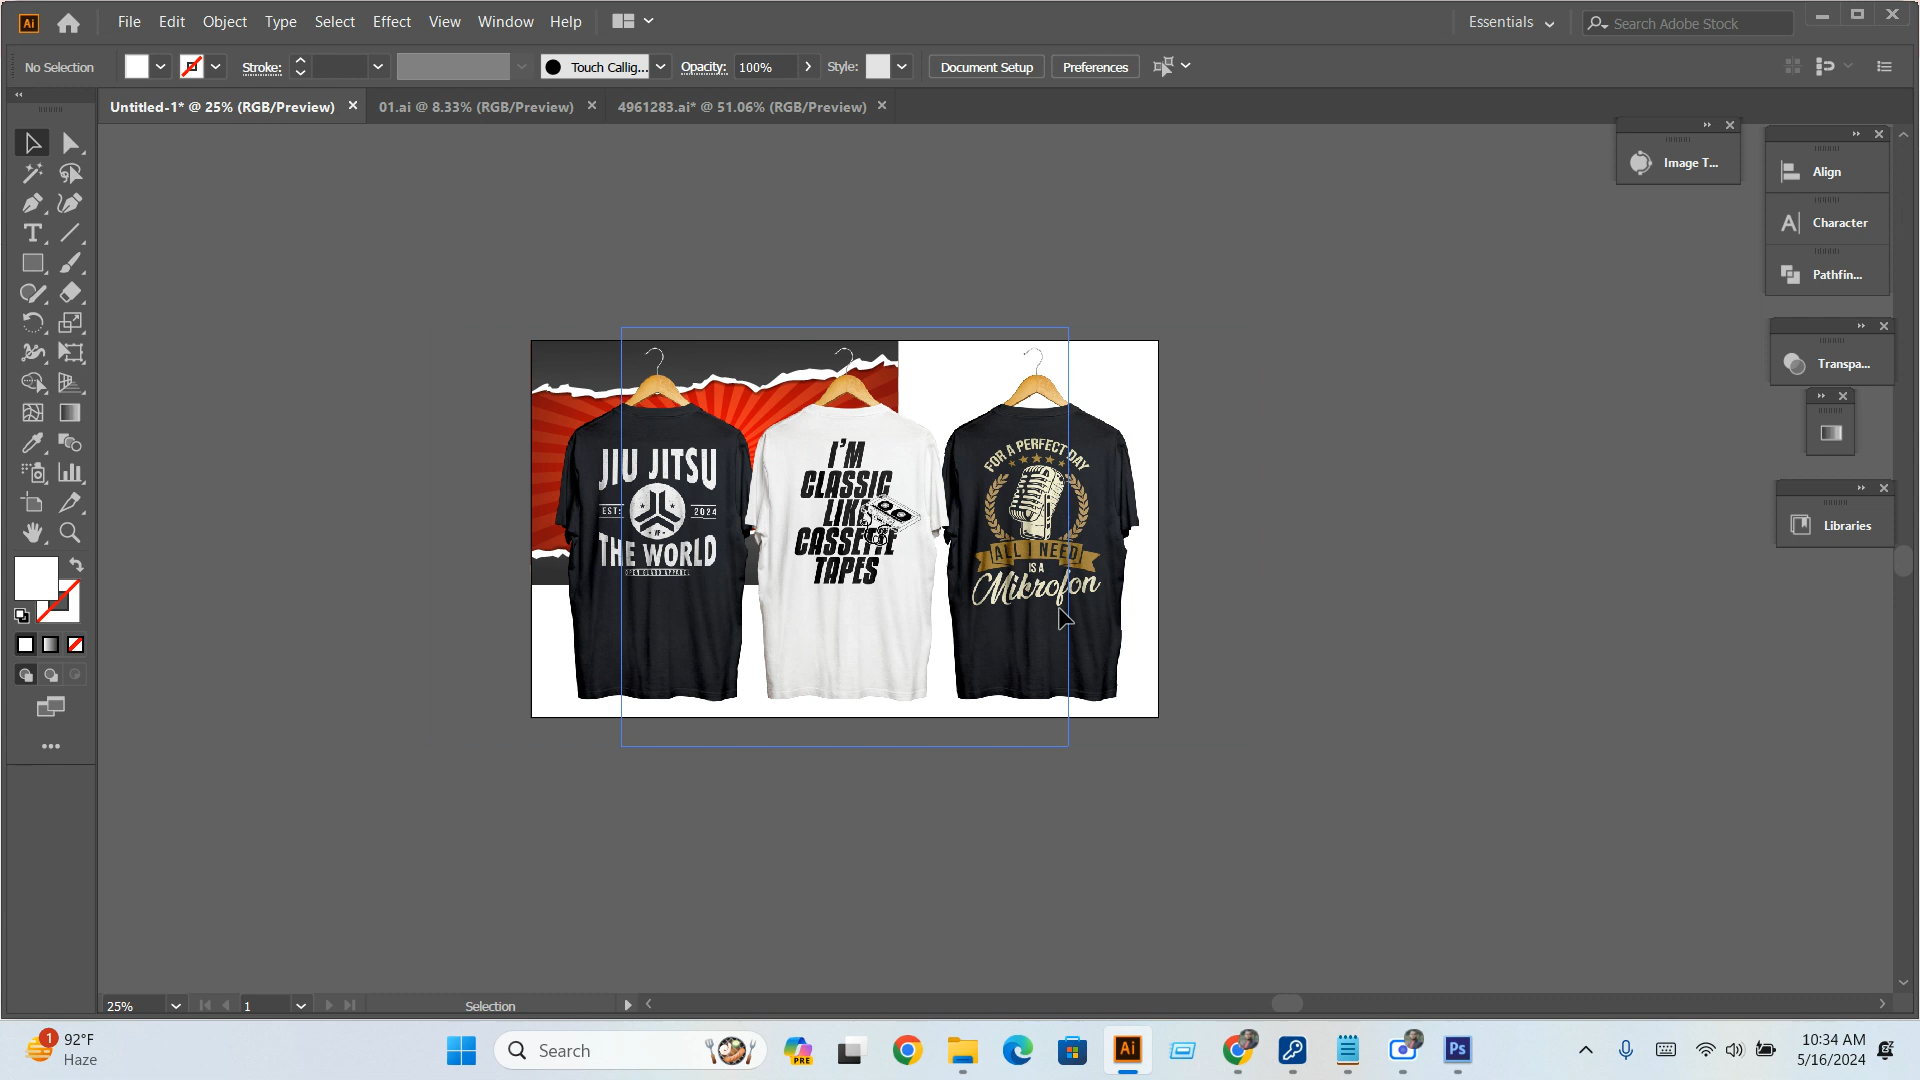 Ai File Edit Object Type Select Effect View Window Help Essentials Search Adobe Stock
No Selection Stroke: Touch Callig... Opacity: 100% Style: Document Setup Preferences
Untitled-1* @ 25% (RGB/Preview) 01.ai @ 8.33% (RGB/Preview) 4961283.ai* @ 51.06% (RGB/Preview)
Image T...
Align
Character
Pathfin...
Transpa...
Libraries
JIU JITSU
EST: 2024
THE WORLD
I'M
CLASSIC
LIKE
CASSETTE
TAPES
FOR A PERFECT DAY
ALL I NEED
IS A
Mikrofon
25% 1 Selection
1 92°F
Haze
Search
PRE
Ai
Ps
10:34 AM
5/16/2024